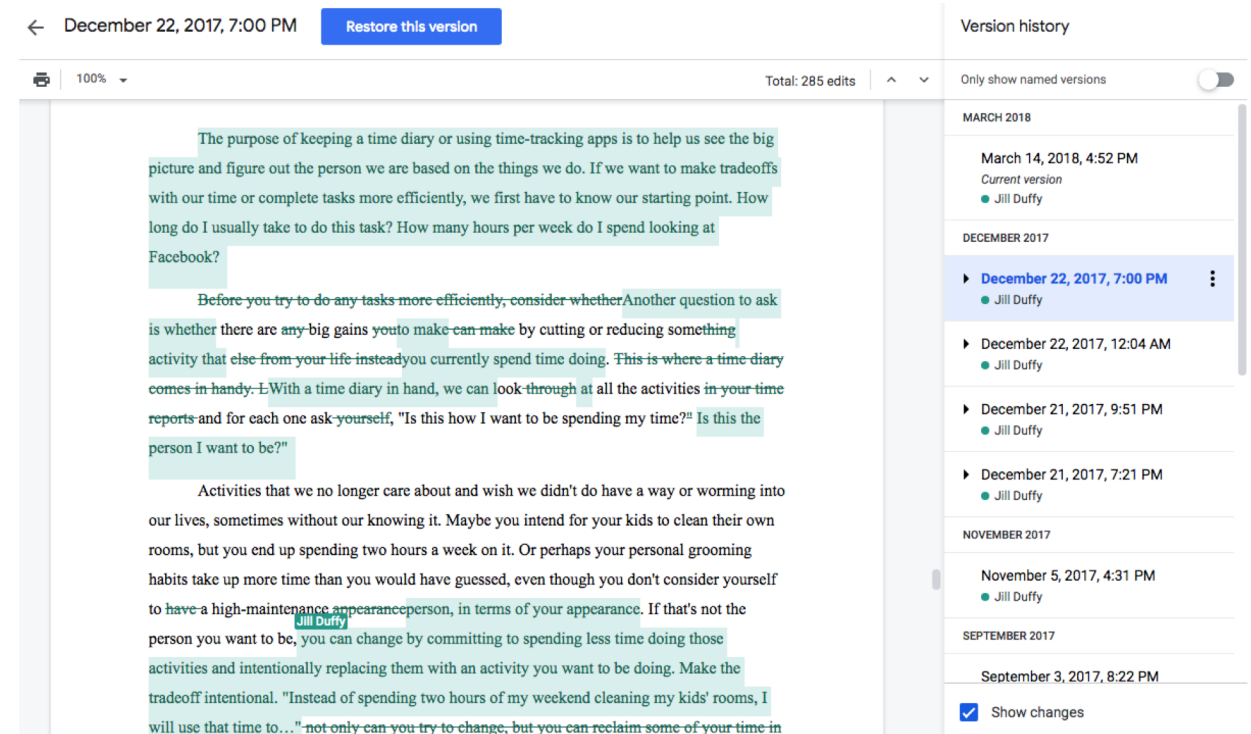 December 22, 2017, 7:00 PM
Restore this version
Version history
100%
Total: 285 edits
Only show named versions
The purpose of keeping a time diary or using time-tracking apps is to help us see the big
picture and figure out the person we are based on the things we do. If we want to make tradeoffs
with our time or complete tasks more efficiently, we first have to know our starting point. How
long do I usually take to do this task? How many hours per week do I spend looking at
Facebook?
Before you try to do any tasks more efficiently, consider whetherAnother question to ask
is whether there are any big gains youto make can make by cutting or reducing something
activity that else from your life insteadyou currently spend time doing. This is where a time diary
comes in handy. LWith a time diary in hand, we can look through at all the activities in your time
reports and for each one ask yourself, "Is this how I want to be spending my time?" Is this the
person I want to be?"
Activities that we no longer care about and wish we didn't do have a way or worming into
our lives, sometimes without our knowing it. Maybe you intend for your kids to clean their own
rooms, but you end up spending two hours a week on it. Or perhaps your personal grooming
habits take up more time than you would have guessed, even though you don't consider yourself
to have a high-maintenance appearanceperson, in terms of your appearance. If that's not the
Jill Duffy
person you want to be, you can change by committing to spending less time doing those
activities and intentionally replacing them with an activity you want to be doing. Make the
tradeoff intentional. "Instead of spending two hours of my weekend cleaning my kids' rooms, I
will use that time to…" not only can you try to change, but you can reclaim some of your time in
MARCH 2018
March 14, 2018, 4:52 PM
Current version
Jill Duffy
DECEMBER 2017
December 22, 2017, 7:00 PM
Jill Duffy
December 22, 2017, 12:04 AM
Jill Duffy
December 21, 2017, 9:51 PM
Jill Duffy
December 21, 2017, 7:21 PM
Jill Duffy
NOVEMBER 2017
November 5, 2017, 4:31 PM
Jill Duffy
SEPTEMBER 2017
September 3, 2017, 8:22 PM
Show changes